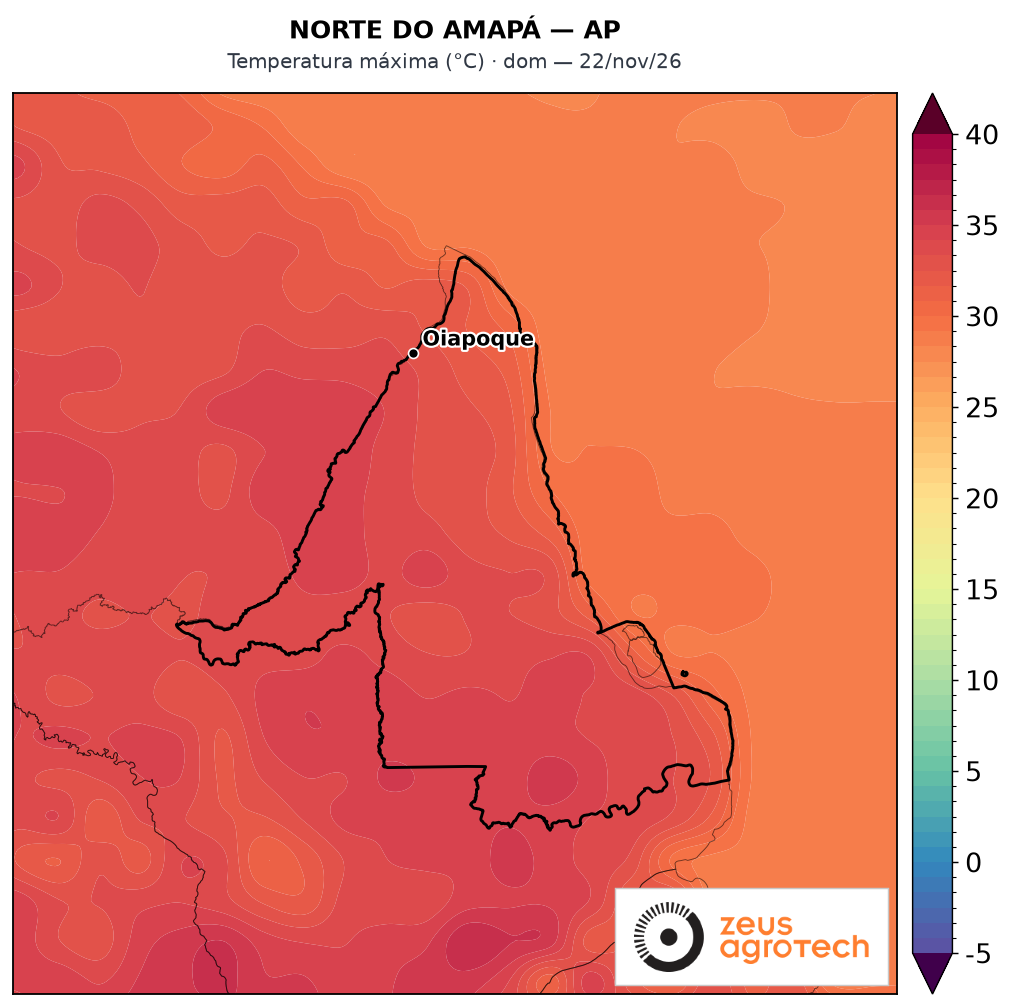 NORTE DO AMAPÁ — AP
Temperatura máxima (°C) · dom — 22/nov/26
40
35
30
25
20
15
10
5
0
-5
Oiapoque
zeus
agrotech